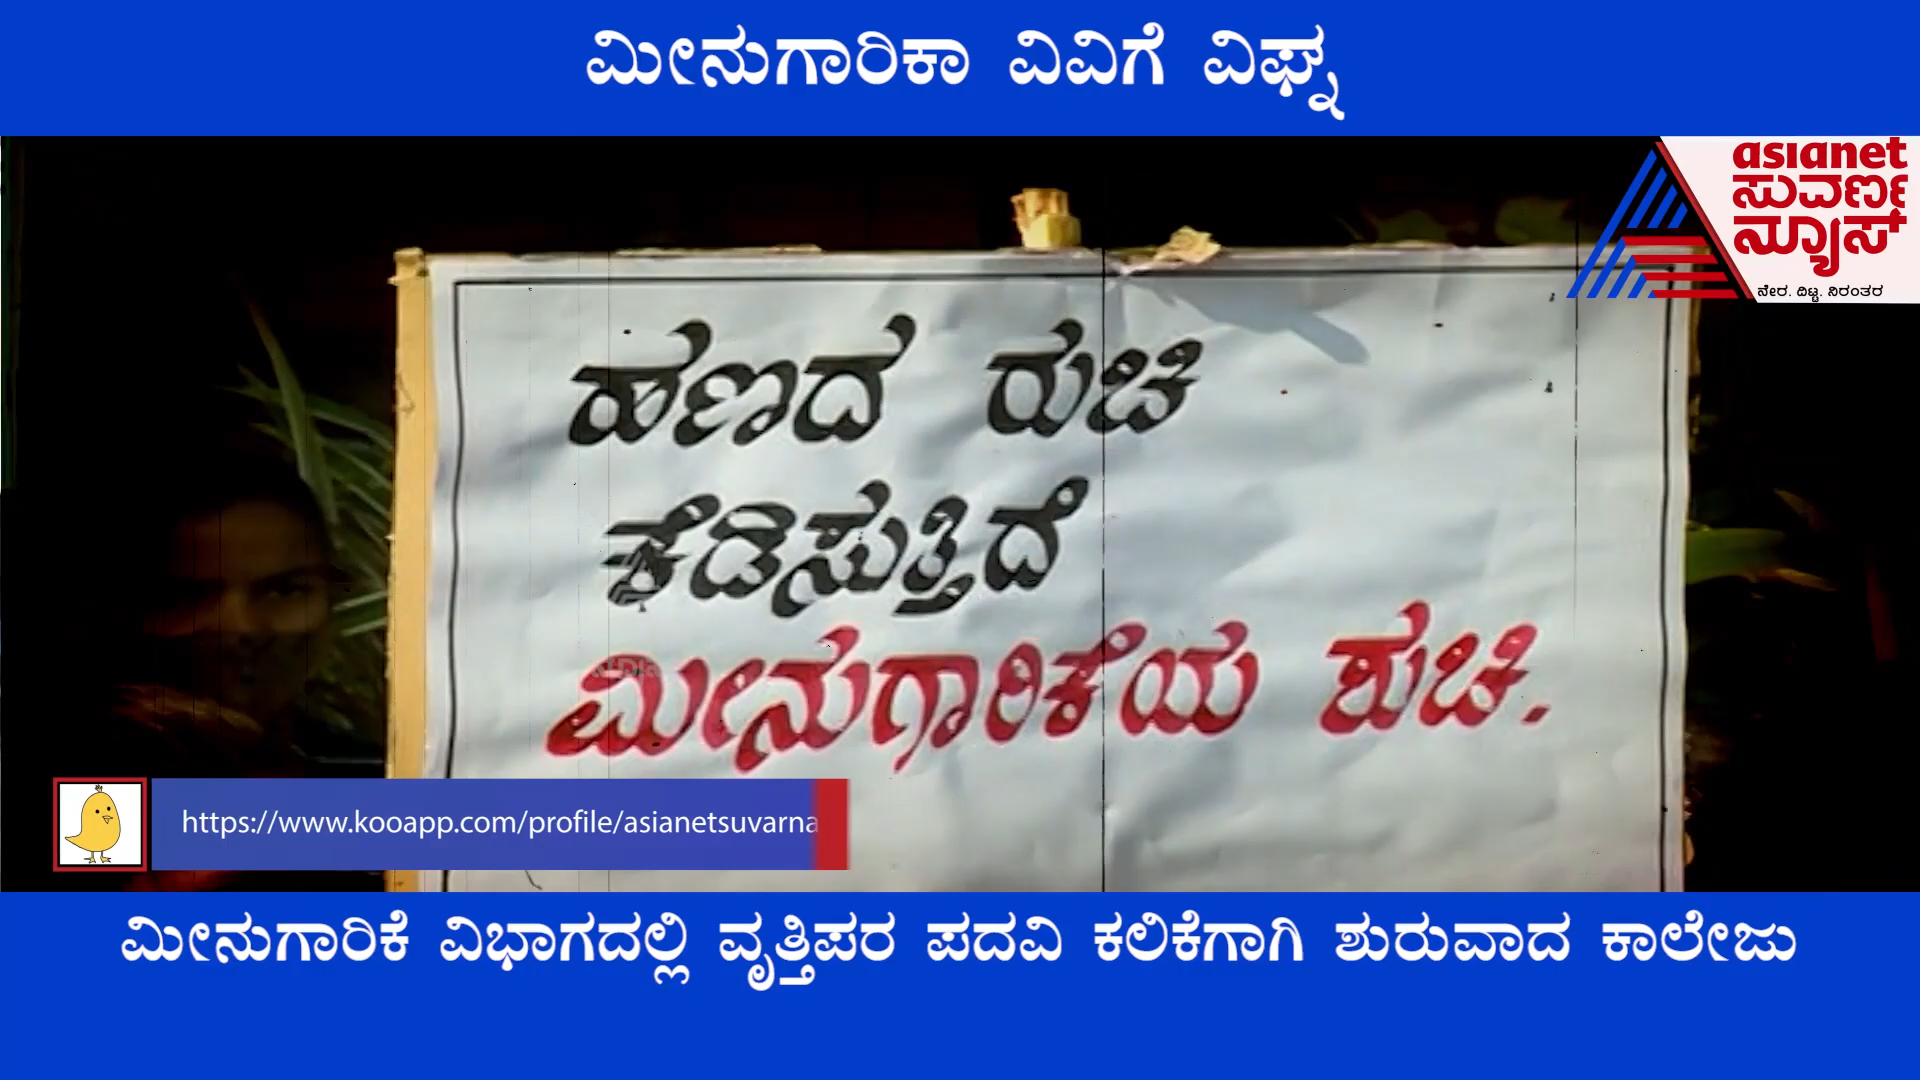 ಮೀನುಗಾರಿಕಾ ವಿವಿಗೆ ವಿಘ್ನ
asianet
ಸುವರ್ಣ
ನ್ಯೂಸ್
ನೇರ. ದಿಟ್ಟ. ನಿರಂತರ
ಹಣದ ರುಚಿ
ಕೆಡಿಸುತ್ತಿದೆ
ಮೀನುಗಾರಿಕೆಯ ಶುಚಿ.
https://www.kooapp.com/profile/asianetsuvarna
ಮೀನುಗಾರಿಕೆ ವಿಭಾಗದಲ್ಲಿ ವೃತ್ತಿಪರ ಪದವಿ ಕಲಿಕೆಗಾಗಿ ಶುರುವಾದ ಕಾಲೇಜು